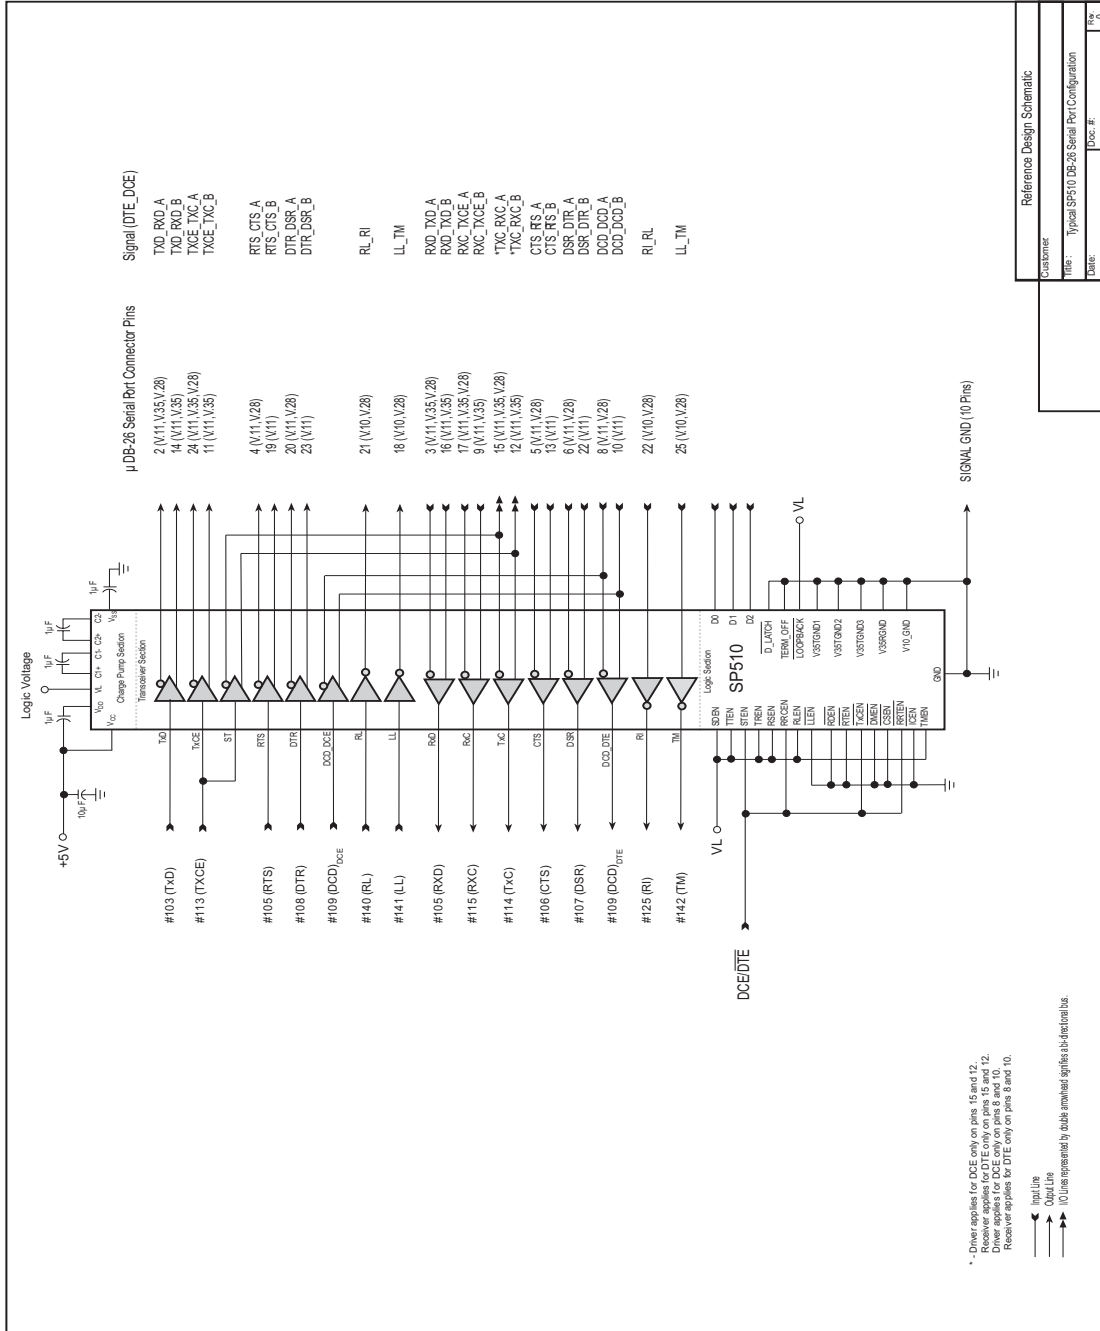 Signal (DTE_DCE)
µ DB-26 Serial Port Connector Pins
TXD_RXD_A
TXD_RXD_B
TXCE_TXC_A
TXCE_TXC_B
RTS_CTS_A
RTS_CTS_B
DTR_DSR_A
DTR_DSR_B
RL_RI
LL_TM
RXD_TXD_A
RXD_TXD_B
RXC_TXCE_A
RXC_TXCE_B
*TXC_RXC_A
*TXC_RXC_B
CTS_RTS_A
CTS_RTS_B
DSR_DTR_A
DSR_DTR_B
DCD_DCD_A
DCD_DCD_B
RI_RL
LL_TM
2 (V.11, V.35, V.28)
14 (V.11, V.35)
24 (V.11, V.35, V.28)
11 (V.11, V.35)
4 (V.11, V.28)
19 (V.11)
20 (V.11, V.28)
23 (V.11)
21 (V.10, V.28)
18 (V.10, V.28)
3 (V.11, V.35, V.28)
16 (V.11, V.35)
17 (V.11, V.35, V.28)
9 (V.11, V.35)
15 (V.11, V.35, V.28)
12 (V.11, V.35)
5 (V.11, V.28)
13 (V.11)
6 (V.11, V.28)
22 (V.11)
8 (V.11, V.28)
10 (V.11)
22 (V.10, V.28)
25 (V.10, V.28)
Logic Voltage
+5V
10µF
1µF
1µF
1µF
1µF
VCC
VDD
VL
C1+
C1-
C2+
C2-
VSS
Charge Pump Section
Transceiver Section
TxD
TxCE
ST
RTS
DTR
DCD_DCE
RL
LL
RxD
RxC
TxC
CTS
DSR
DCD_DTE
RI
TM
#103 (TxD)
#113 (TXCE)
#105 (RTS)
#108 (DTR)
#109 (DCD)DCE
#140 (RL)
#141 (LL)
#105 (RXD)
#115 (RXC)
#114 (TxC)
#106 (CTS)
#107 (DSR)
#109 (DCD)DTE
#125 (RI)
#142 (TM)
Logic Section
SP510
D0
D1
D2
D_LATCH
TERM_OFF
LOOPBACK
V35TGND1
V35TGND2
V35TGND3
V35RGND
V10_GND
GND
SDEN
TTEN
STEN
TREN
RSEN
RRCEN
RLEN
LLEN
RDEN
RTEN
TxCEN
DMEN
CSEN
RRTEN
ICEN
TMEN
VL
VL
DCE/DTE
SIGNAL GND (10 Pins)
* - Driver applies for DCE only on pins 15 and 12.
Receiver applies for DTE only on pins 15 and 12.
Driver applies for DCE only on pins 8 and 10.
Receiver applies for DTE only on pins 8 and 10.
Input Line
Output Line
I/O Lines represented by double arrowhead signifies a bi-directional bus.
Reference Design Schematic
Customer
Title : Typical SP510 DB-26 Serial Port Configuration
Date:
Doc. #:
Rev.